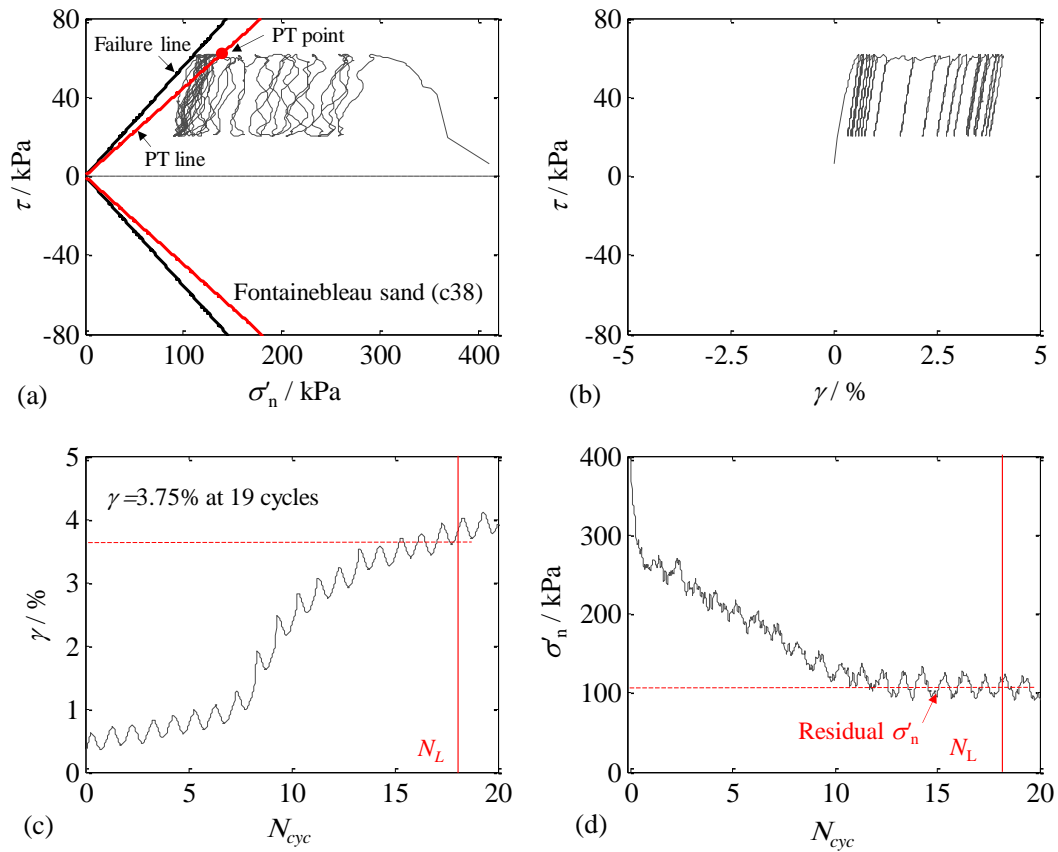 80
40
0
-40
-80
τ / kPa
Failure line
PT point
PT line
Fontainebleau sand (c38)
0 100 200 300 400
σ'n / kPa
(a)
80
40
0
-40
-80
τ / kPa
-5 -2.5 0 2.5 5
γ / %
(b)
5
4
3
2
1
0
γ / %
γ=3.75% at 19 cycles
NL
0 5 10 15 20
Ncyc
(c)
400
300
200
100
0
σ'n / kPa
Residual σ'n
NL
0 5 10 15 20
Ncyc
(d)